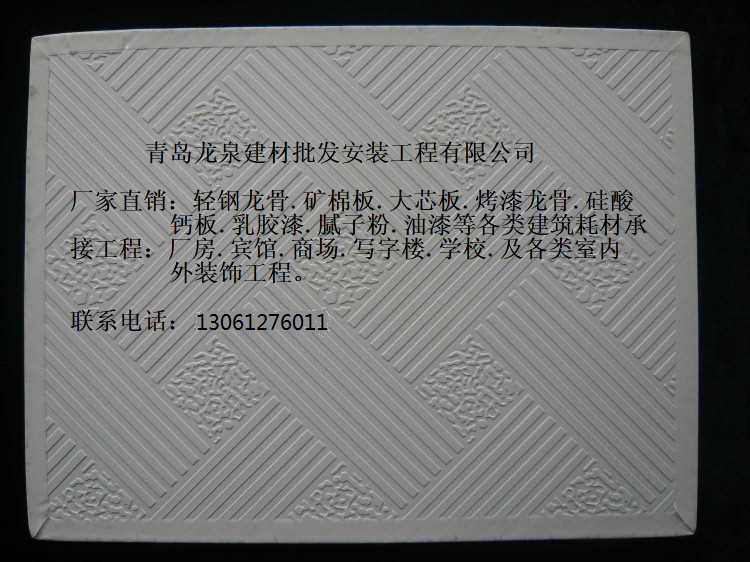 青岛龙泉建材批发安装工程有限公司
厂家直销：轻钢龙骨.矿棉板.大芯板.烤漆龙骨.硅酸
钙板.乳胶漆.腻子粉.油漆等各类建筑耗材承
接工程：厂房.宾馆.商场.写字楼.学校.及各类室内
外装饰工程。
联系电话：13061276011